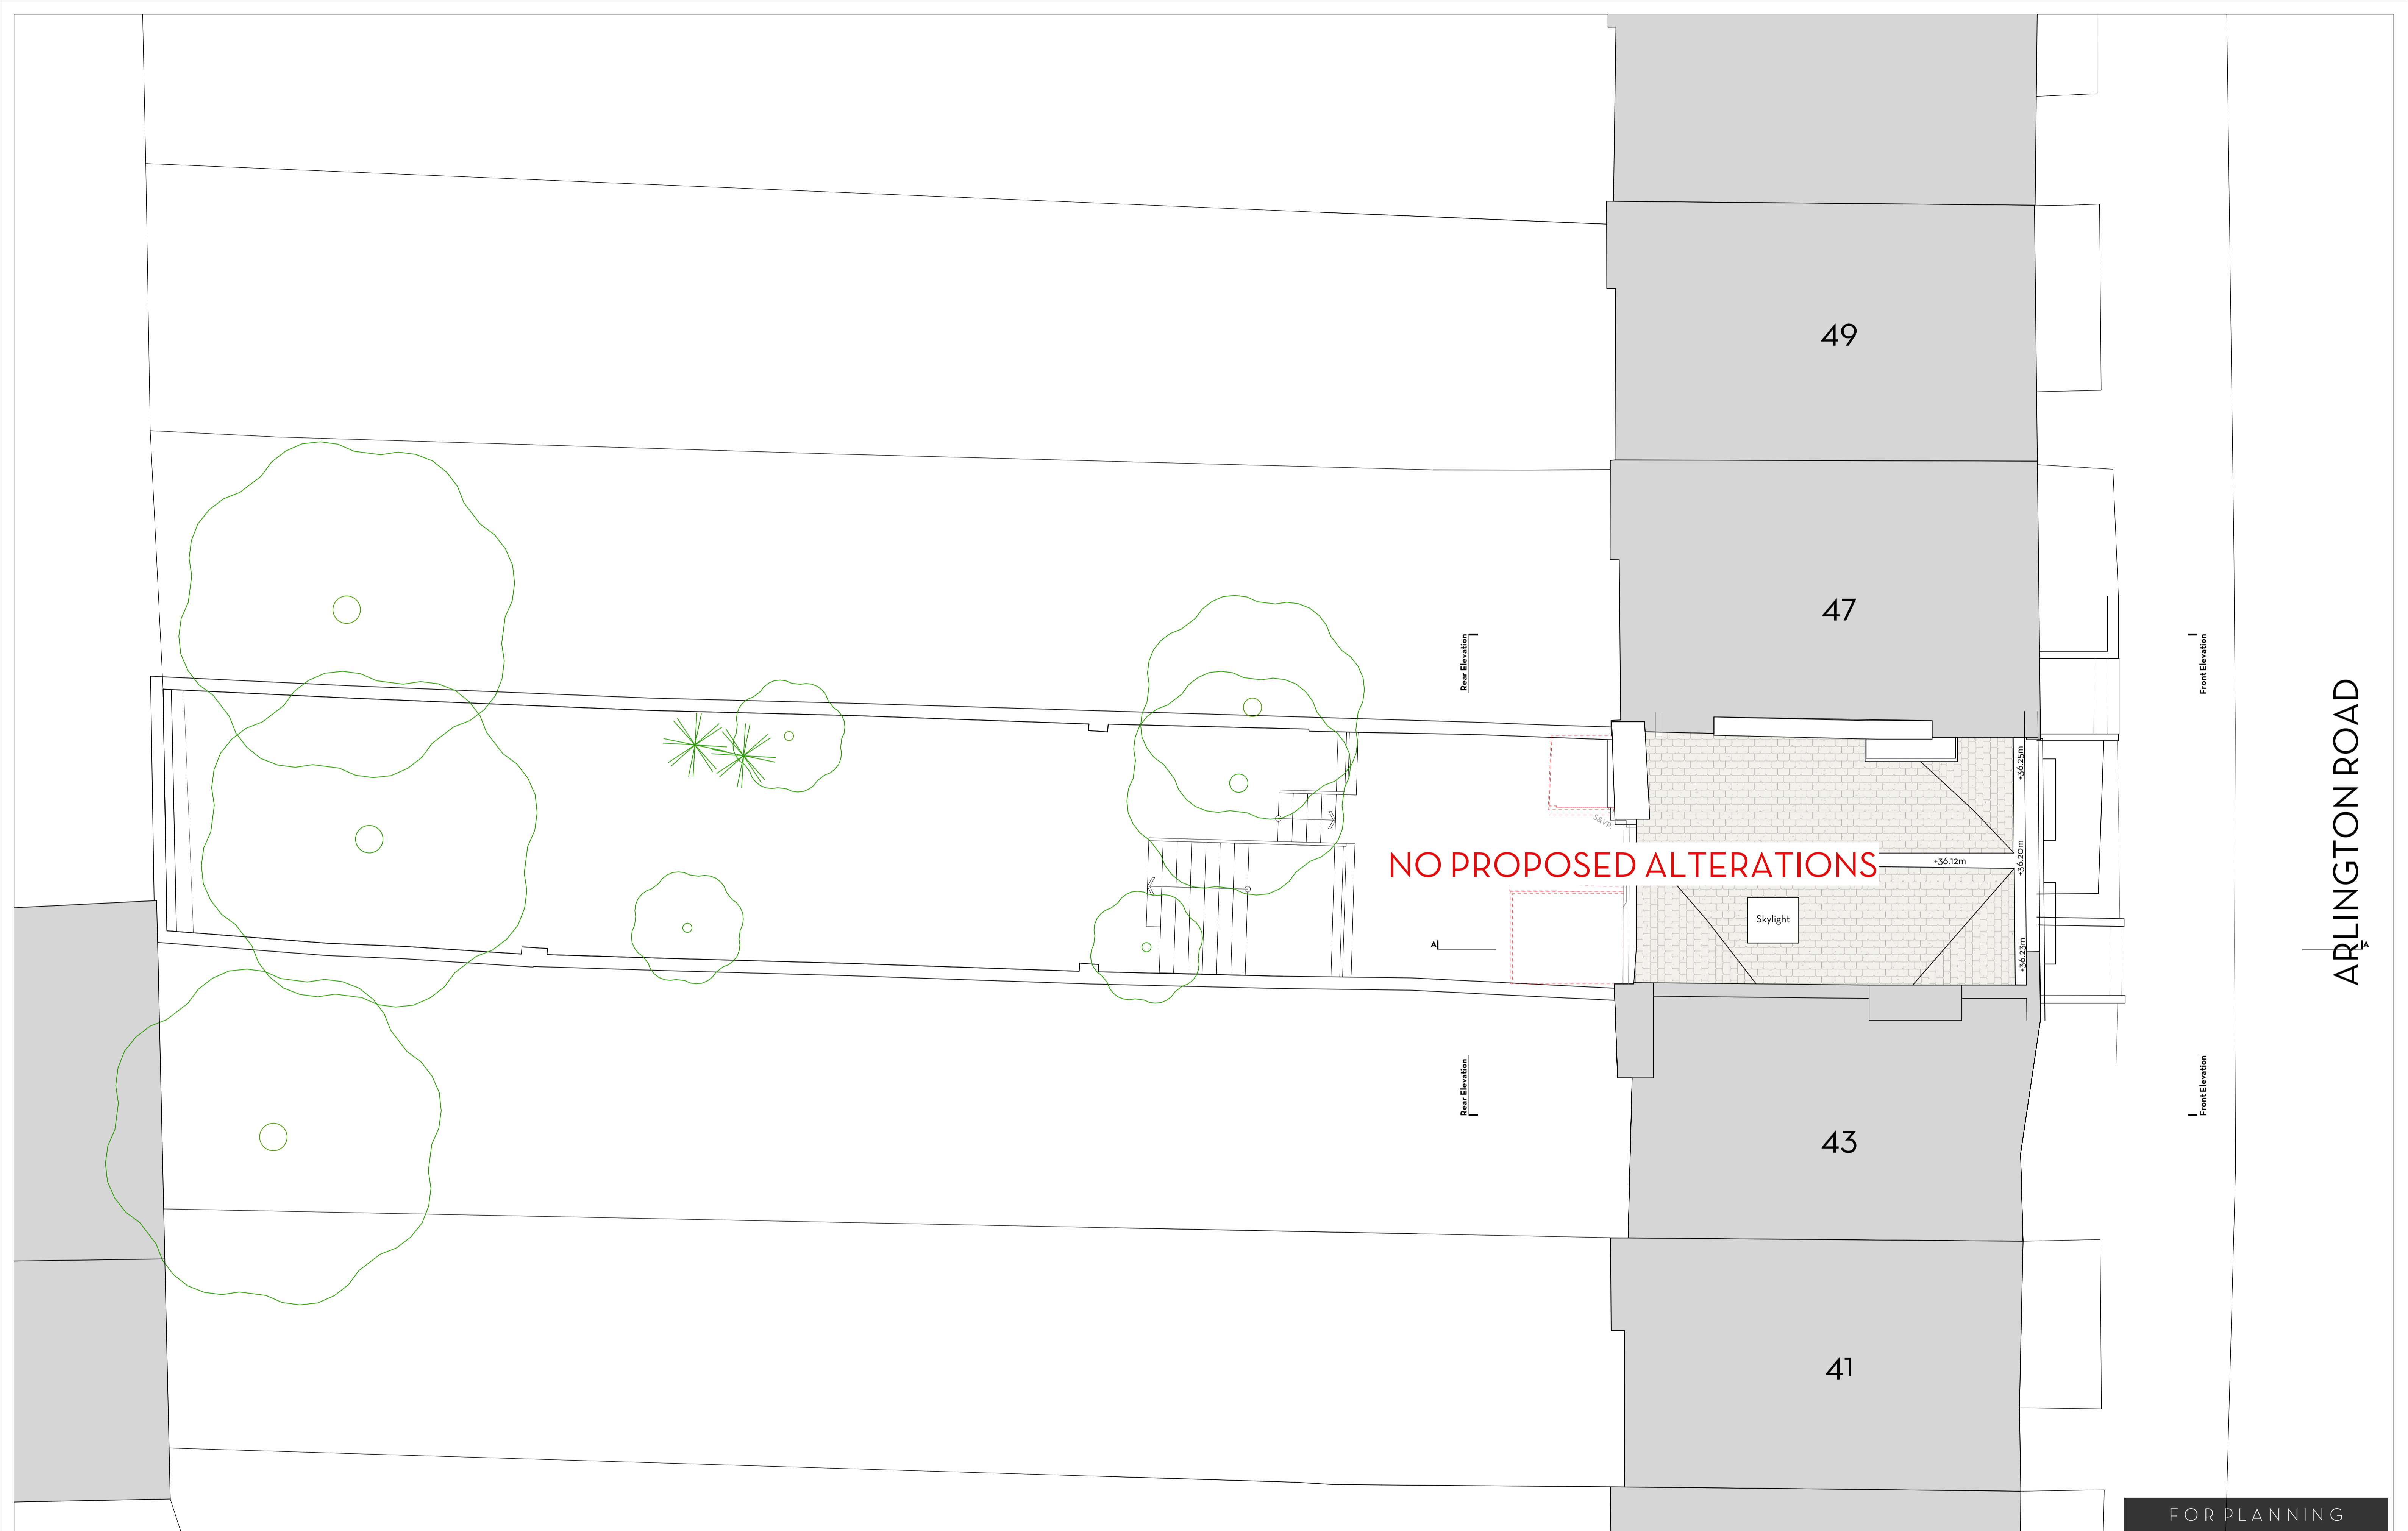 49
47
Rear Elevation
Front Elevation
ARLINGTON ROAD
+36.25m
S&VP
NO PROPOSED ALTERATIONS
+36.12m
+36.20m
Skylight
A
+36.23m
A
Rear Elevation
Front Elevation
43
41
FOR PLANNING